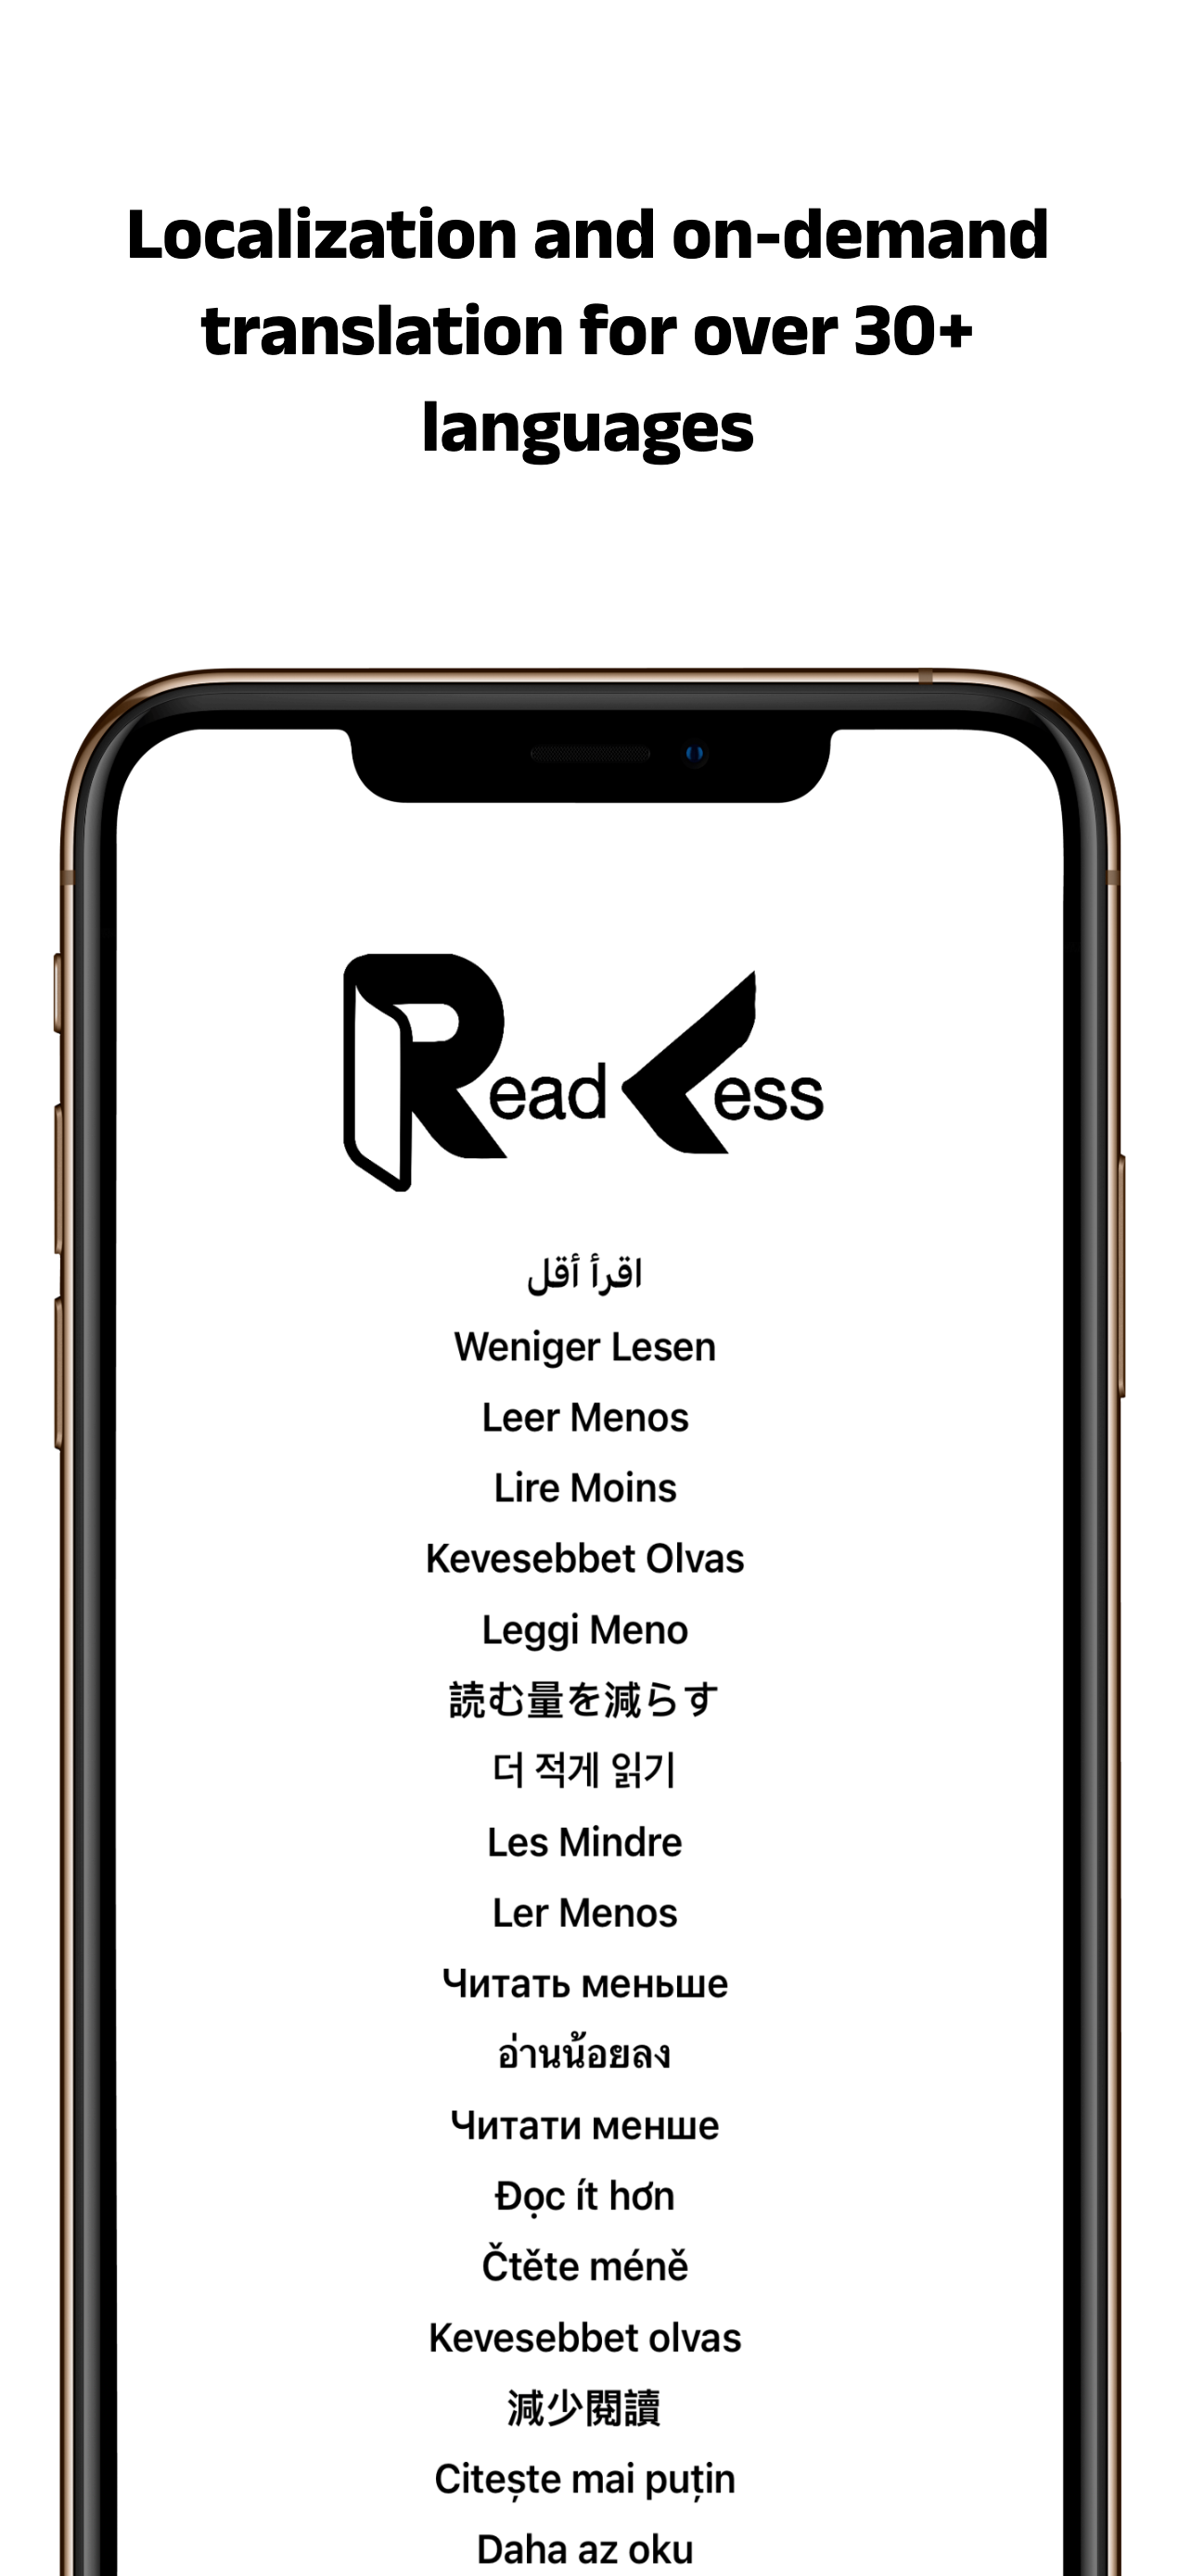 Localization and on-demand
translation for over 30+
languages
Read Less
اقرأ أقل
Weniger Lesen
Leer Menos
Lire Moins
Kevesebbet Olvas
Leggi Meno
読む量を減らす
더 적게 읽기
Les Mindre
Ler Menos
Читать меньше
อ่านน้อยลง
Читати менше
Đọc ít hơn
Čtěte méně
Kevesebbet olvas
減少閱讀
Citește mai puțin
Daha az oku